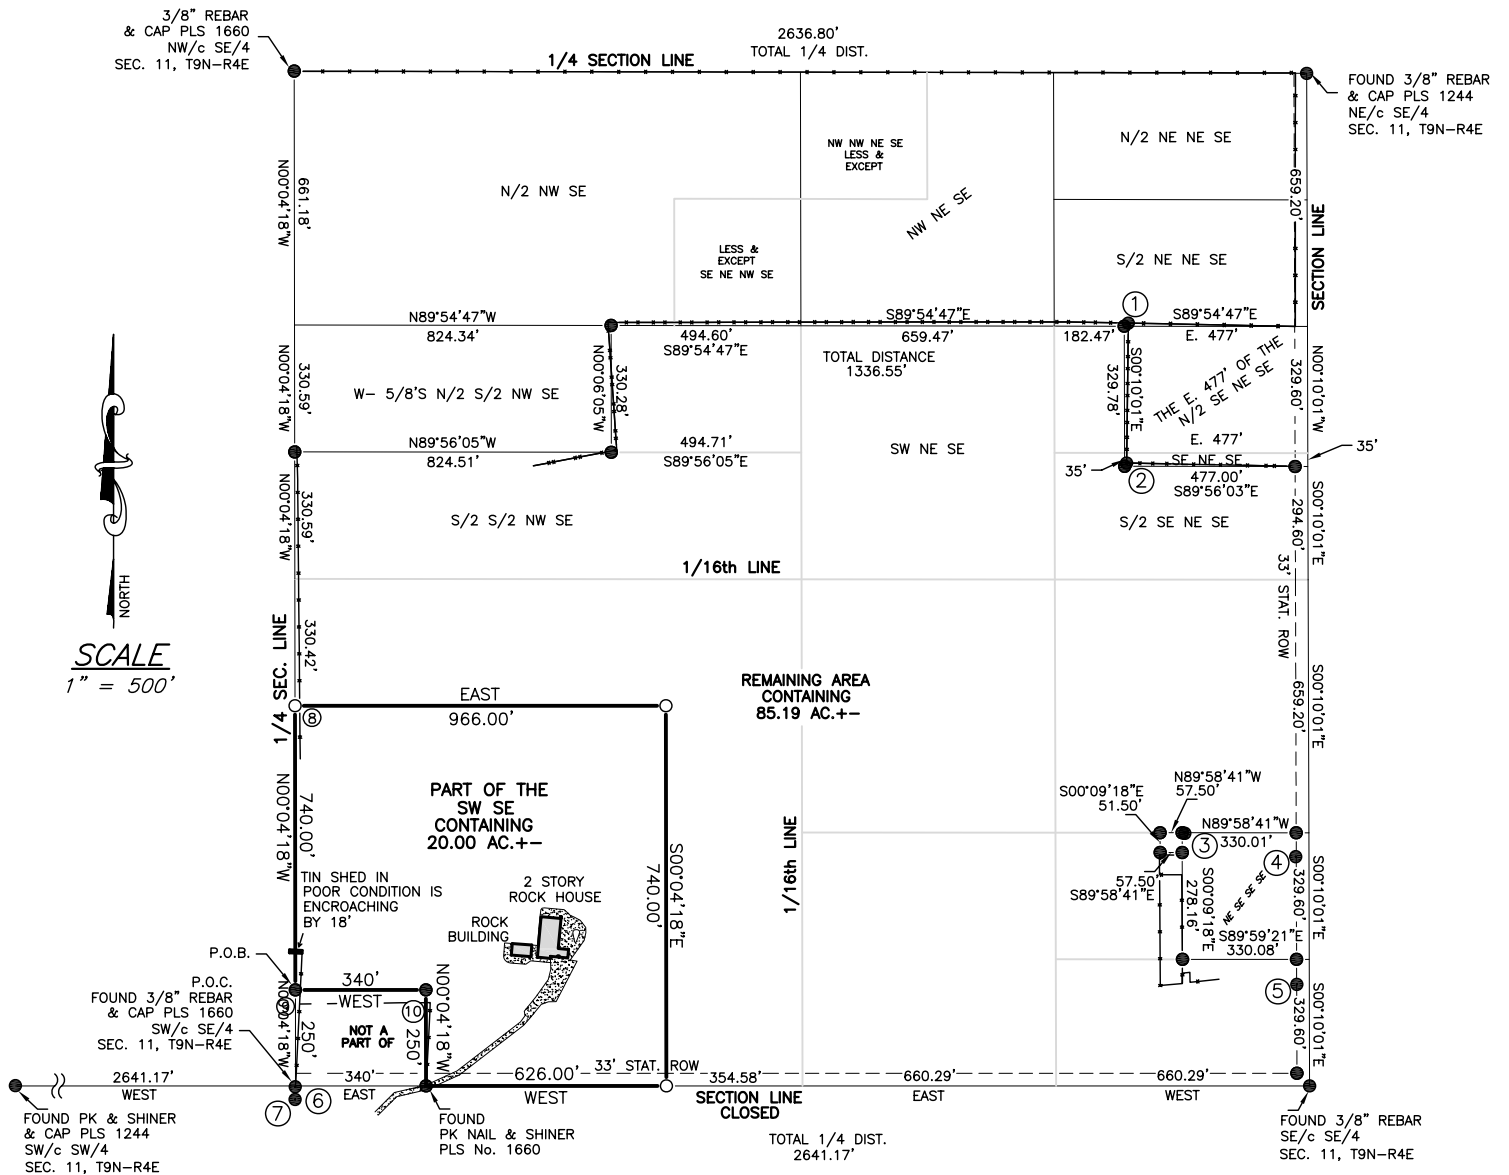 3/8" REBAR
& CAP PLS 1660
NW/c SE/4
SEC. 11, T9N-R4E
2636.80'
TOTAL 1/4 DIST.
1/4 SECTION LINE
FOUND 3/8" REBAR
& CAP PLS 1244
NE/c SE/4
SEC. 11, T9N-R4E
N/2 NW SE
NW NW NE SE
LESS &
EXCEPT
N/2 NE NE SE
661.18'
N00°04'18"W
659.20'
SECTION LINE
NW NE SE
LESS &
EXCEPT
SE NE NW SE
S/2 NE NE SE
1
N89°54'47"W
824.34'
S89°54'47"E
494.60'
S89°54'47"E
659.47'
182.47'
S89°54'47"E
E. 477'
TOTAL DISTANCE
1336.55'
330.59'
N00°04'18"W
330.28'
N00°06'05"W
S00°10'01"E
329.78'
THE E. 477' OF THE
N/2 SE NE SE
329.60'
N00°10'01"W
W- 5/8'S N/2 S/2 NW SE
N89°56'05"W
824.51'
494.71'
S89°56'05"E
SW NE SE
E. 477'
SE NE SE
477.00'
S89°56'03"E
35'
35'
2
S/2 S/2 NW SE
S/2 SE NE SE
330.59'
N00°04'18"W
294.60'
S00°10'01"E
33' STAT. ROW
1/16th LINE
NORTH
SCALE
1" = 500'
1/4 SEC. LINE
330.42'
EAST
966.00'
8
REMAINING AREA
CONTAINING
85.19 AC.+-
659.20'
S00°10'01"E
PART OF THE
SW SE
CONTAINING
20.00 AC.+-
740.00'
N00°04'18"W
S00°04'18"E
740.00'
1/16th LINE
S00°09'18"E
51.50'
N89°58'41"W
57.50'
N89°58'41"W
330.01'
3
4
57.50'
S89°58'41"E
S00°09'18"E
278.16'
NE SE SE SE
329.60'
S00°10'01"E
S89°59'21"E
330.08'
5
329.60'
S00°10'01"E
TIN SHED IN
POOR CONDITION IS
ENCROACHING
BY 18'
2 STORY
ROCK HOUSE
ROCK
BUILDING
P.O.B.
P.O.C.
FOUND 3/8" REBAR
& CAP PLS 1660
SW/c SE/4
SEC. 11, T9N-R4E
340'
WEST
9
10
N00°04'18"W
250'
NOT A
PART OF
250'
N00°04'18"W
2641.17'
WEST
340'
EAST
626.00'
WEST
33' STAT. ROW
354.58'
SECTION LINE
CLOSED
660.29'
EAST
660.29'
WEST
7
6
FOUND PK & SHINER
& CAP PLS 1244
SW/c SW/4
SEC. 11, T9N-R4E
FOUND
PK NAIL & SHINER
PLS No. 1660
TOTAL 1/4 DIST.
2641.17'
FOUND 3/8" REBAR
SE/c SE/4
SEC. 11, T9N-R4E